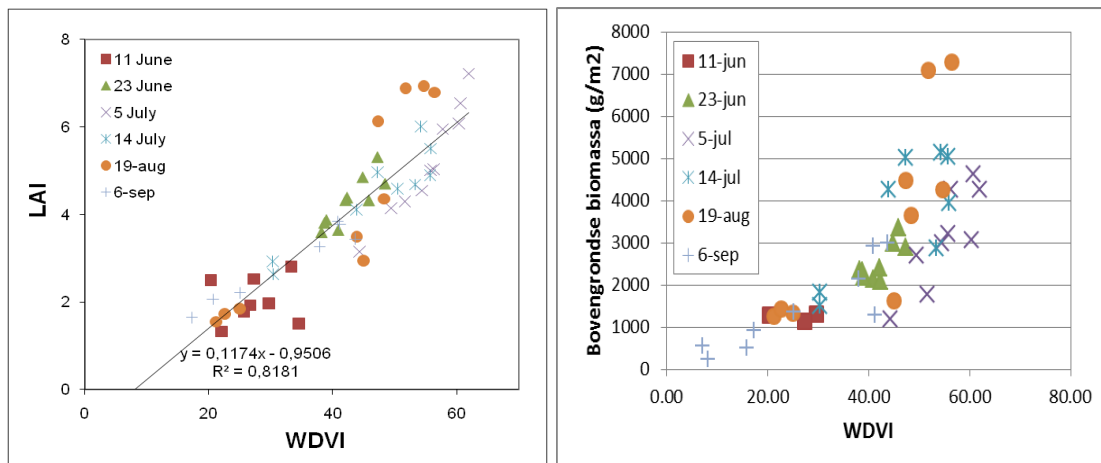 8
6
4
2
0
LAI
11 June
23 June
5 July
14 July
19-aug
6-sep
y = 0,1174x - 0,9506
R² = 0,8181
0
20
40
60
WDVI
Bovengrondse biomassa (g/m2)
8000
7000
6000
5000
4000
3000
2000
1000
0
11-jun
23-jun
5-jul
14-jul
19-aug
6-sep
0.00
20.00
40.00
60.00
80.00
WDVI